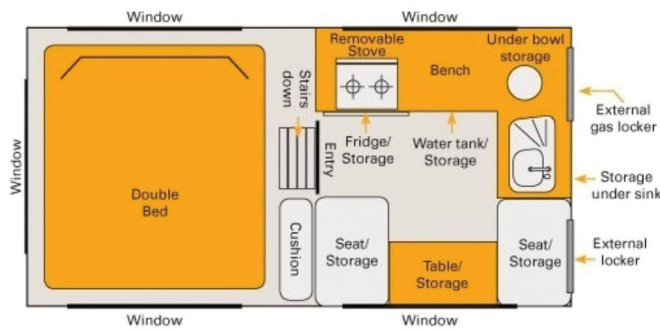 Window
Window
Removable
Stove
Under bowl
storage
Bench
Stairs
down
External
gas locker
Window
Entry
Fridge/
Storage
Water tank/
Storage
Storage
under sink
Double
Bed
Cushion
Seat/
Storage
Table/
Storage
Seat/
Storage
External
locker
Window
Window